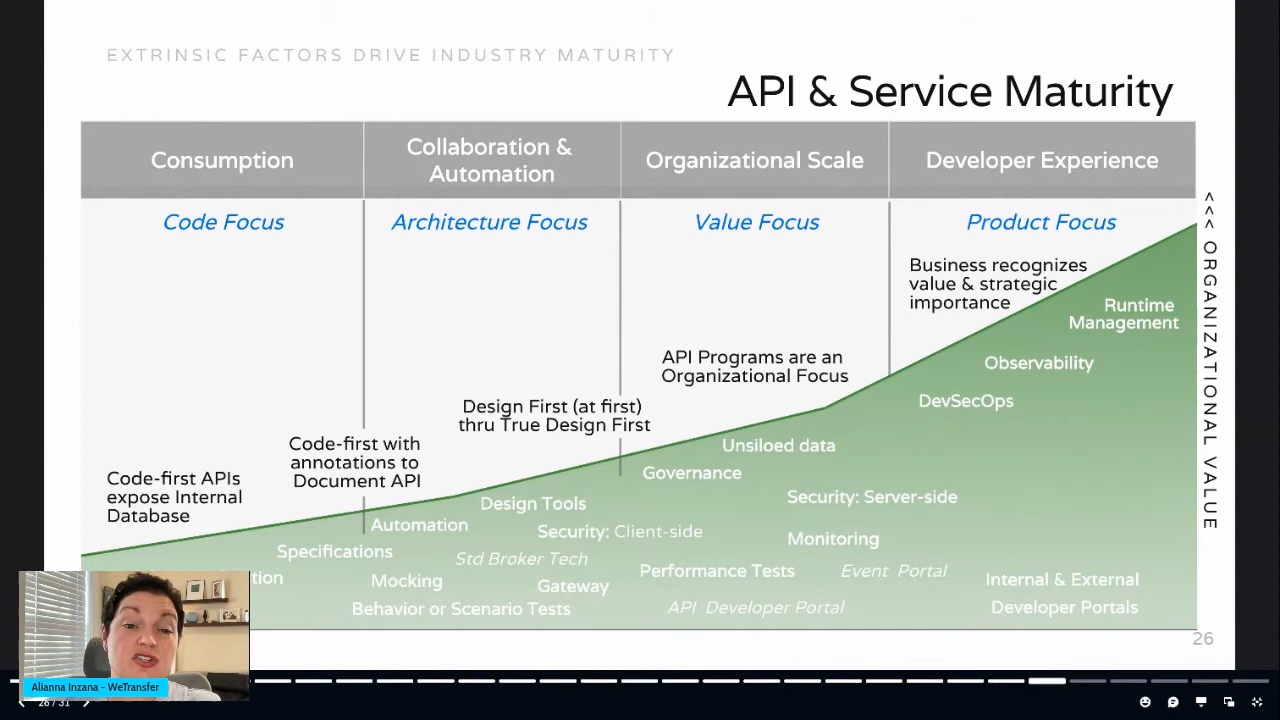 EXTRINSIC FACTORS DRIVE INDUSTRY MATURITY
API & Service Maturity
Consumption
Collaboration &
Automation
Organizational Scale
Developer Experience
Code Focus
Architecture Focus
Value Focus
Product Focus
<<< ORGANIZATIONAL VALUE
Business recognizes
value & strategic
importance
Runtime
Management
API Programs are an
Organizational Focus
Observability
DevSecOps
Design First (at first)
thru True Design First
Code-first with
annotations to
Document API
Code-first APIs
expose Internal
Database
Unsiloed data
Governance
Security: Server-side
Design Tools
Automation
Security: Client-side
Monitoring
Specifications
Std Broker Tech
Performance Tests
Event Portal
tion
Mocking
Gateway
Internal & External
Developer Portals
Behavior or Scenario Tests
API Developer Portal
26
Alianna Inzana - WeTransfer
26 / 31